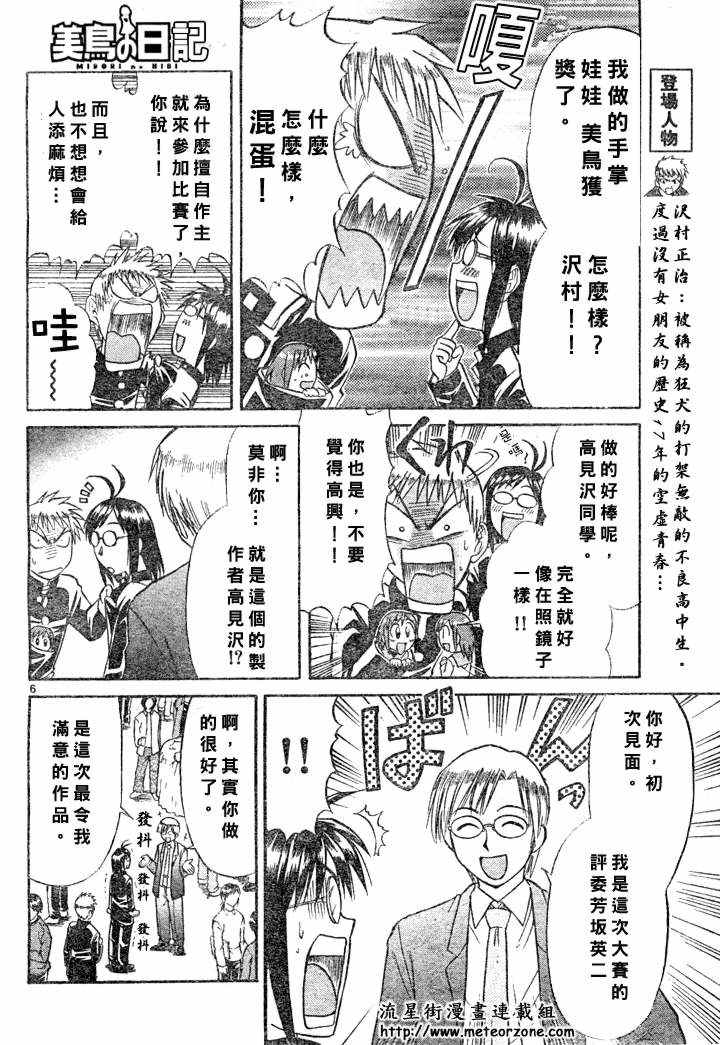 登場人物
沢村正治：被稱為狂犬的打架無敵的不良高中生．
度過沒有女朋友的歷史17年的空虛青春…
美鳥の日記
MIDORI no HIBI
我做的手掌
娃娃 美鳥獲
獎了。
嘎
怎麼樣？
沢村！！
什麼
怎麼樣，
混蛋！
為什麼擅自作主
就來參加比賽了，
你說！！
而且，
也不想想會給
人添麻煩…
哇
做的好棒呢，
高見沢同學。
完全就好
像在照鏡子
一樣!!
你也是，不要
覺得高興！！
啊…
莫非你…
就是這個的製
作者高見沢!?
6
你好，初
次見面。
我是這次大賽的
評委芳坂英二
ばんっ
!!
啊，其實你做
的很好了。
是這次最令我
滿意的作品。
發抖
發抖
發抖
流星街漫畫連載組
http://www.meteorzone.com